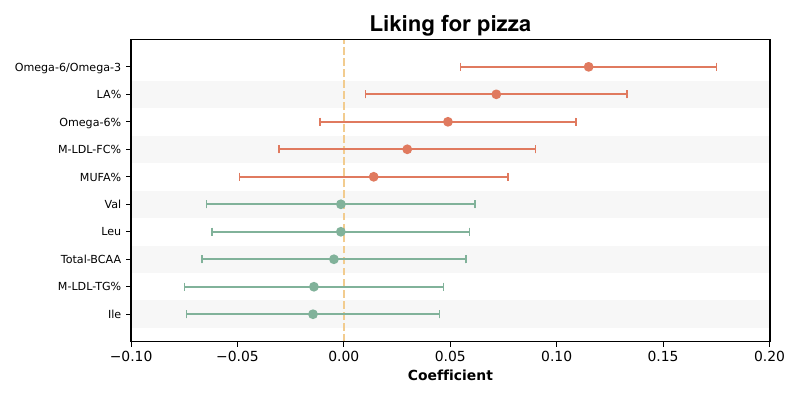 Liking for pizza
Omega-6/Omega-3
LA%
Omega-6%
M-LDL-FC%
MUFA%
Val
Leu
Total-BCAA
M-LDL-TG%
Ile
−0.10 −0.05 0.00 0.05 0.10 0.15 0.20
Coefficient